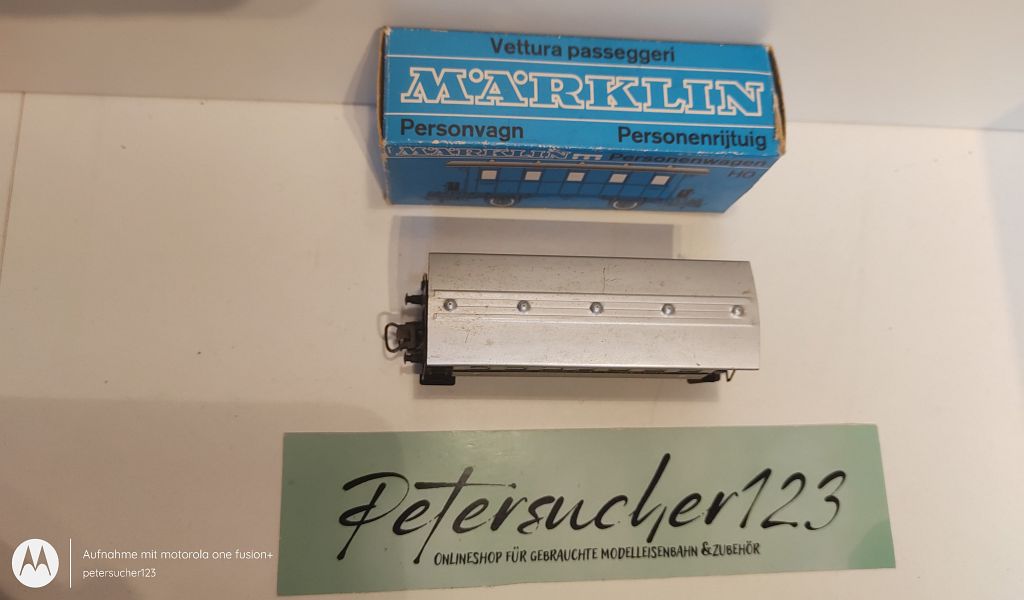 Vettura passeggeri
MÄRKLIN
Personvagn Personenrijtuig
MÄRKLIN Personenwagen
H0
Petersucher123
ONLINESHOP FÜR GEBRAUCHTE MODELLEISENBAHN & ZUBEHÖR
Aufnahme mit motorola one fusion+
petersucher123